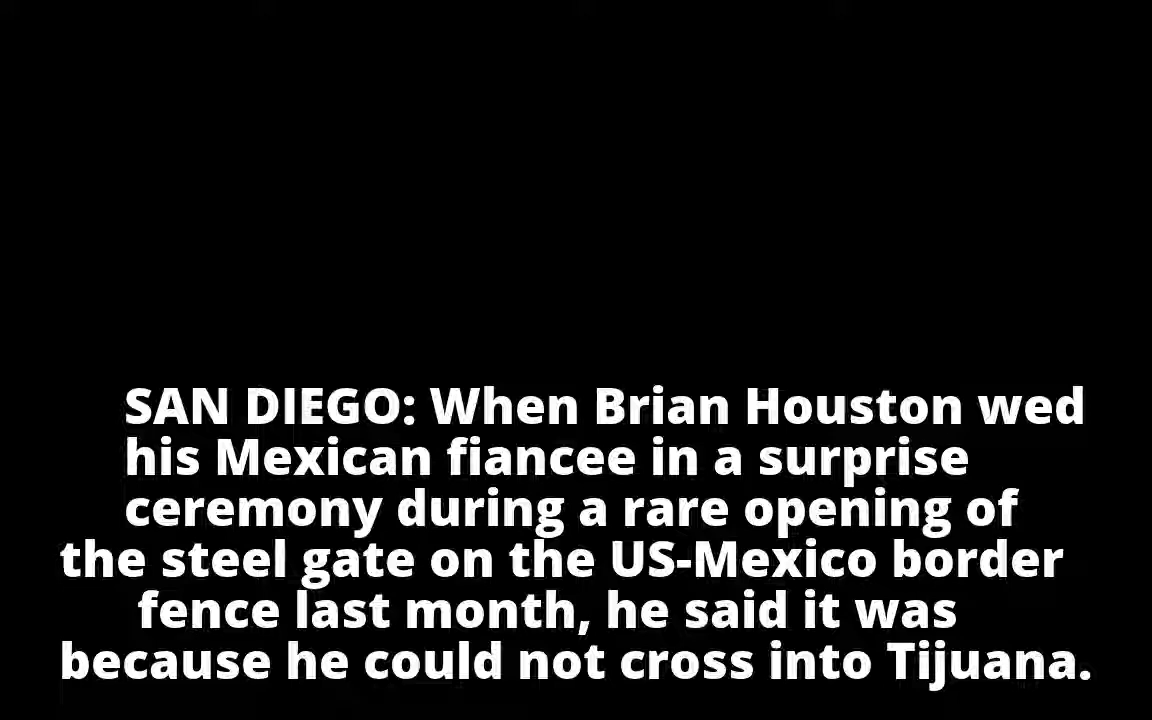 SAN DIEGO: When Brian Houston wed
his Mexican fiancee in a surprise
ceremony during a rare opening of
the steel gate on the US-Mexico border
fence last month, he said it was
because he could not cross into Tijuana.